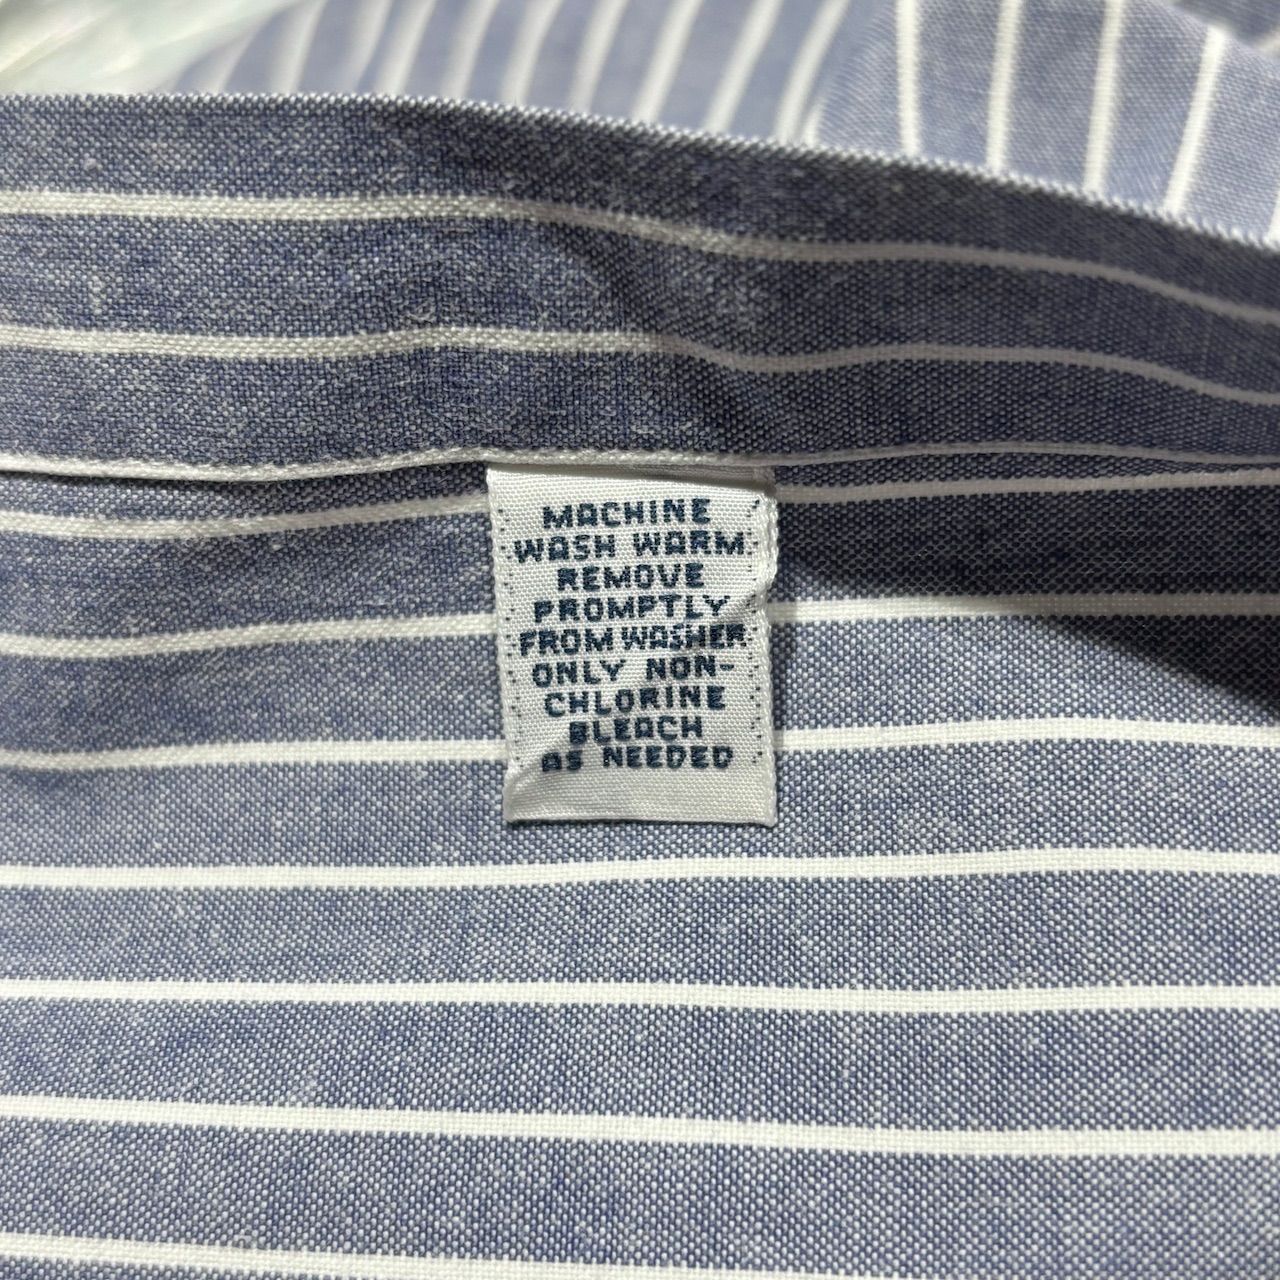 MACHINE
WASH WARM
REMOVE
PROMPTLY
FROM WASHER
ONLY NON-
CHLORINE
BLEACH
AS NEEDED